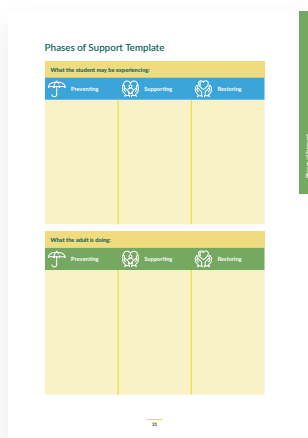 Phases of Support Template
What the student may be experiencing:
Preventing Supporting Restoring
What the adult is doing:
Preventing Supporting Restoring